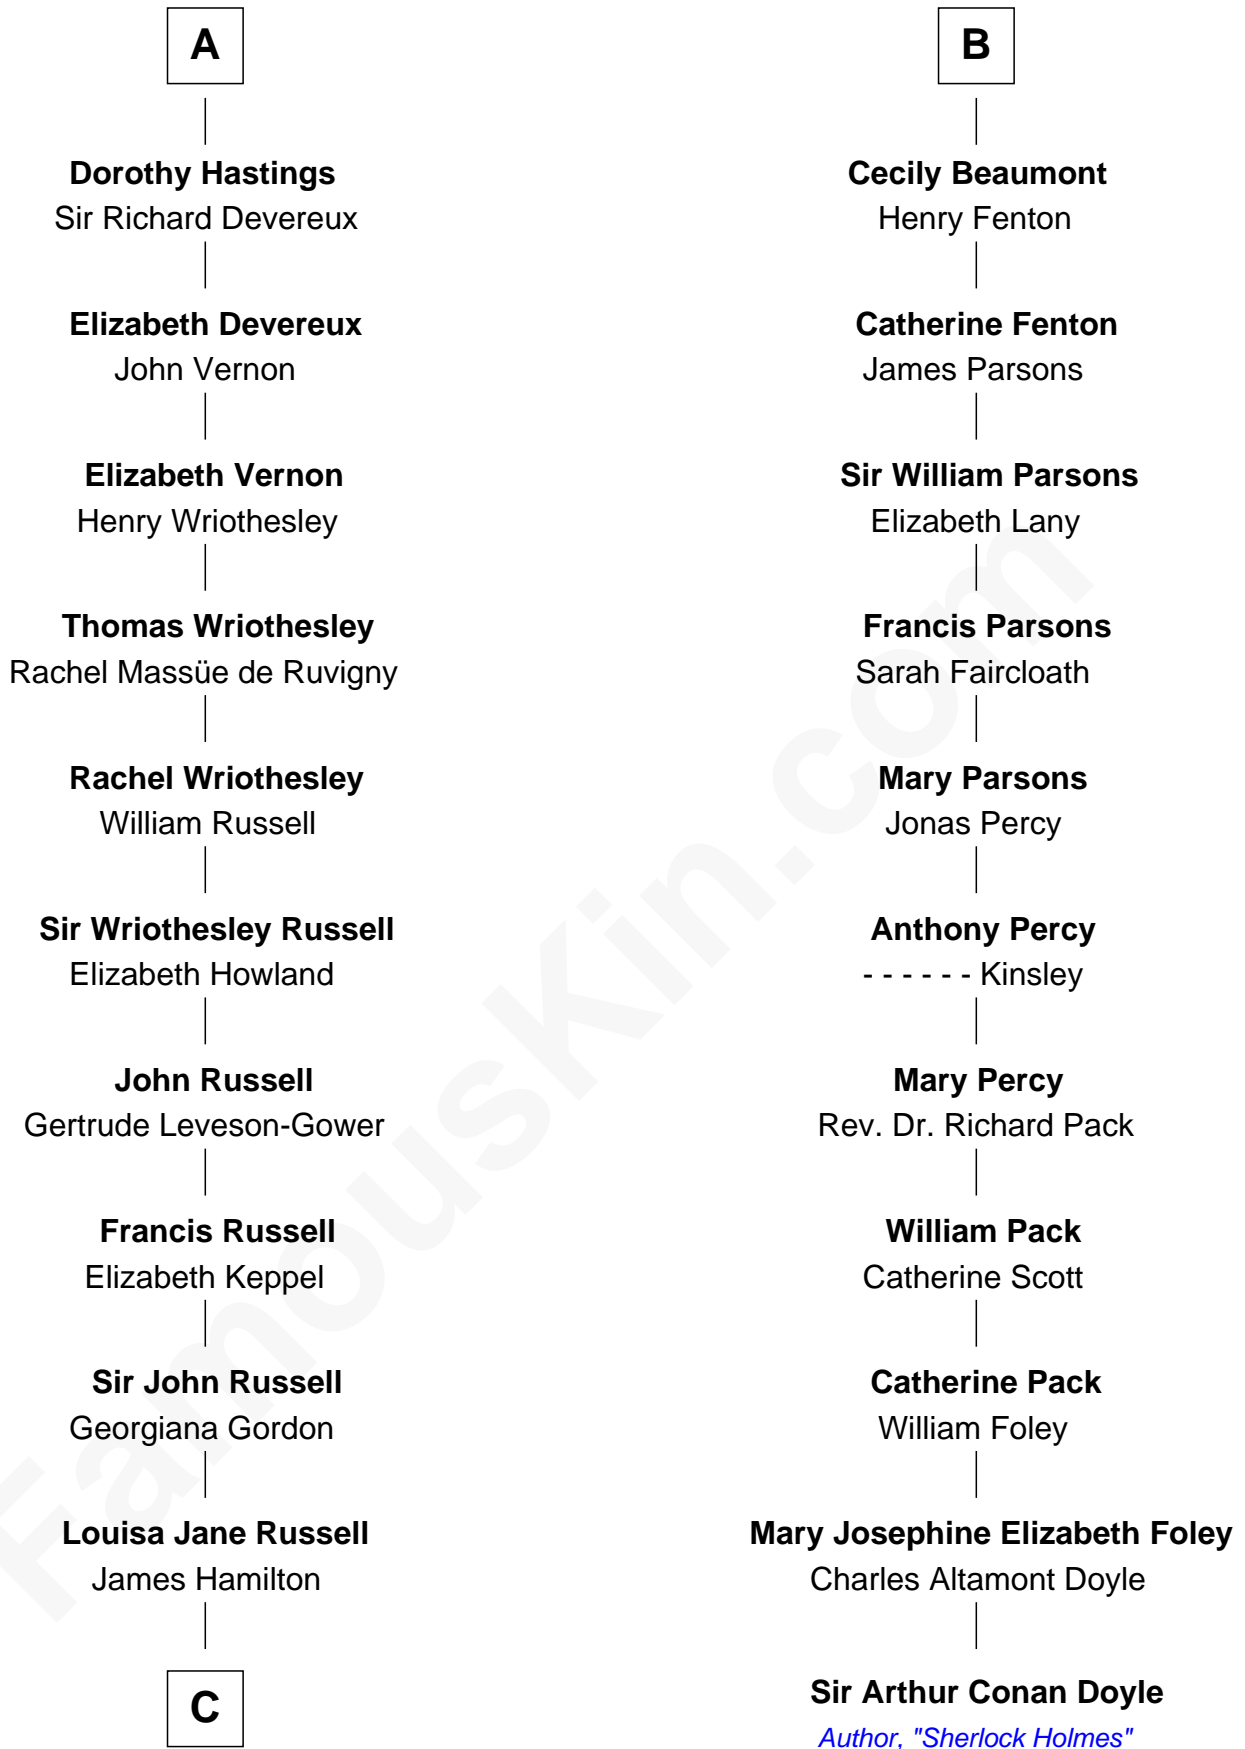 A
Dorothy Hastings
Sir Richard Devereux
Elizabeth Devereux
John Vernon
Elizabeth Vernon
Henry Wriothesley
Thomas Wriothesley
Rachel Massüe de Ruvigny
Rachel Wriothesley
William Russell
Sir Wriothesley Russell
Elizabeth Howland
John Russell
Gertrude Leveson-Gower
Francis Russell
Elizabeth Keppel
Sir John Russell
Georgiana Gordon
Louisa Jane Russell
James Hamilton
C
B
Cecily Beaumont
Henry Fenton
Catherine Fenton
James Parsons
Sir William Parsons
Elizabeth Lany
Francis Parsons
Sarah Faircloath
Mary Parsons
Jonas Percy
Anthony Percy
- - - - - - Kinsley
Mary Percy
Rev. Dr. Richard Pack
William Pack
Catherine Scott
Catherine Pack
William Foley
Mary Josephine Elizabeth Foley
Charles Altamont Doyle
Sir Arthur Conan Doyle
Author, "Sherlock Holmes"
FamousKin.com